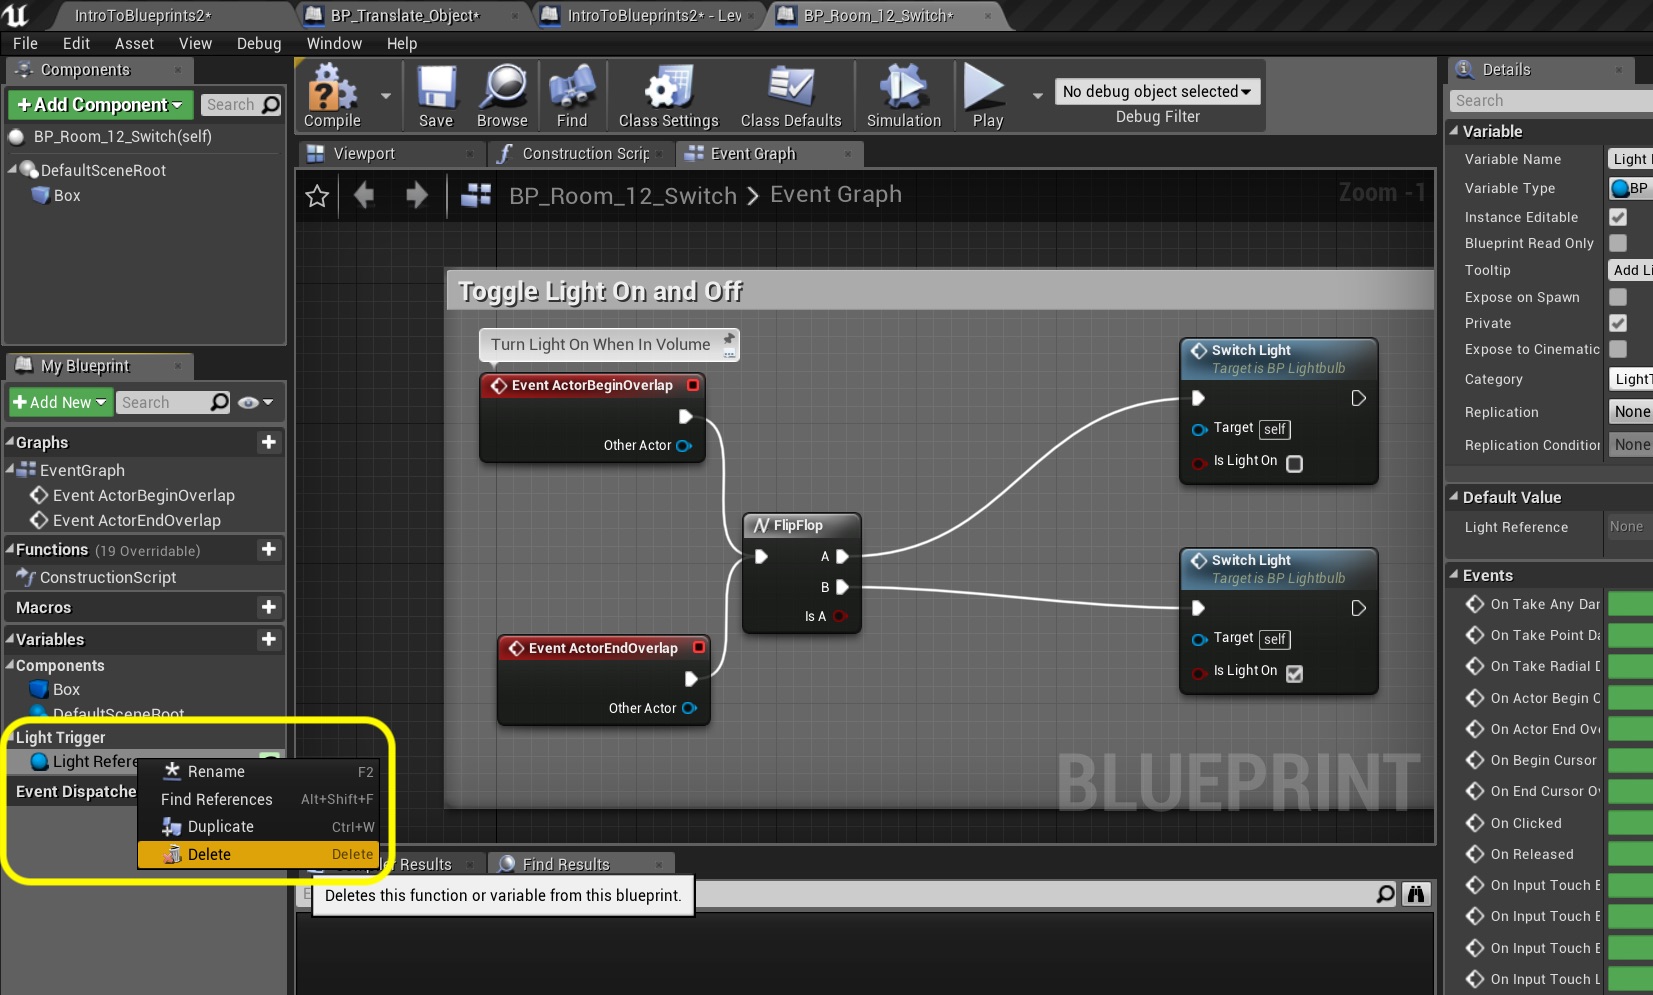 IntroToBlueprints2*
BP_Translate_Object*
IntroToBlueprints2* - Lev
BP_Room_12_Switch*
File Edit Asset View Debug Window Help
Components
Add Component
Search
BP_Room_12_Switch(self)
DefaultSceneRoot
Box
Compile
Save
Browse
Find
Class Settings
Class Defaults
Simulation
Play
No debug object selected
Debug Filter
Viewport
Construction Scrip
Event Graph
BP_Room_12_Switch > Event Graph
Zoom -1
Toggle Light On and Off
Turn Light On When In Volume
Event ActorBeginOverlap
Other Actor
Event ActorEndOverlap
Other Actor
FlipFlop
A
B
Is A
Switch Light
Target is BP Lightbulb
Target self
Is Light On
Switch Light
Target is BP Lightbulb
Target self
Is Light On
BLUEPRINT
My Blueprint
Add New
Search
Graphs
EventGraph
Event ActorBeginOverlap
Event ActorEndOverlap
Functions (19 Overridable)
ConstructionScript
Macros
Variables
Components
Box
DefaultSceneRoot
Light Trigger
Light Refere
Event Dispatche
Rename F2
Find References Alt+Shift+F
Duplicate Ctrl+W
Delete Delete
Deletes this function or variable from this blueprint.
ler Results
Find Results
Details
Search
Variable
Variable Name Light
Variable Type BP
Instance Editable
Blueprint Read Only
Tooltip Add Li
Expose on Spawn
Private
Expose to Cinematic
Category LightT
Replication None
Replication Condition None
Default Value
Light Reference None
Events
On Take Any Dar
On Take Point Da
On Take Radial D
On Actor Begin O
On Actor End Ove
On Begin Cursor
On End Cursor Ov
On Clicked
On Released
On Input Touch B
On Input Touch E
On Input Touch E
On Input Touch L